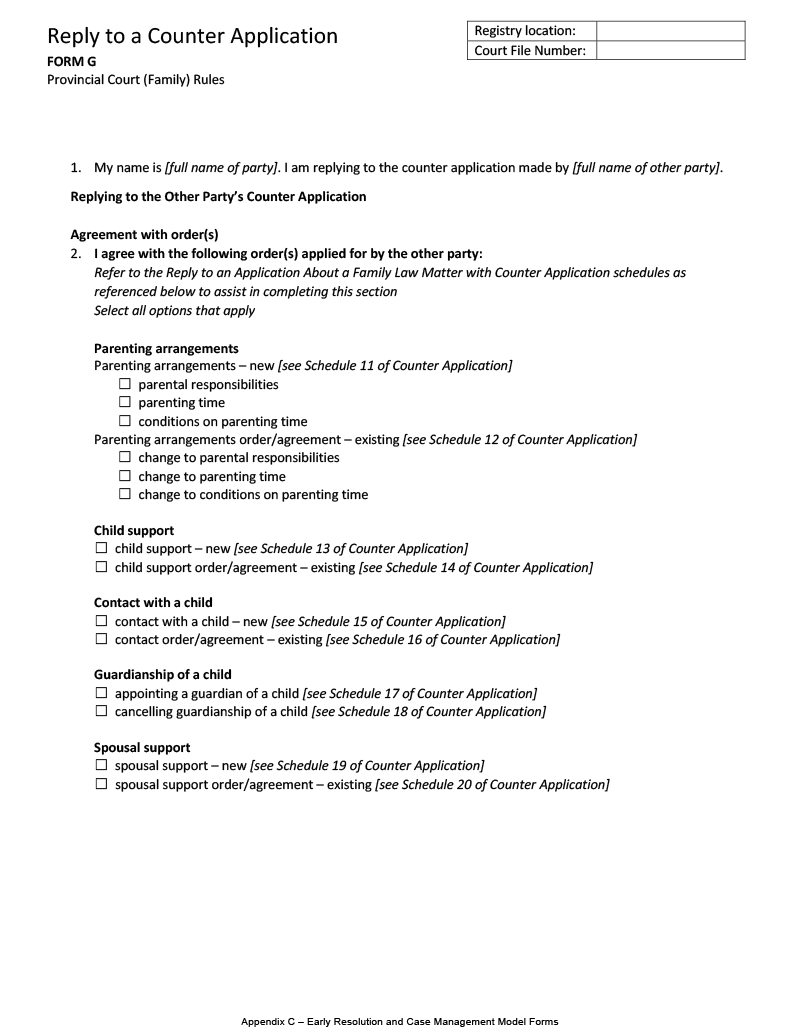 Reply to a Counter Application
FORM G
Provincial Court (Family) Rules
Registry location:
Court File Number:
1. My name is [full name of party]. I am replying to the counter application made by [full name of other party].
Replying to the Other Party’s Counter Application
Agreement with order(s)
2. I agree with the following order(s) applied for by the other party:
Refer to the Reply to an Application About a Family Law Matter with Counter Application schedules as
referenced below to assist in completing this section
Select all options that apply
Parenting arrangements
Parenting arrangements – new [see Schedule 11 of Counter Application]
☐ parental responsibilities
☐ parenting time
☐ conditions on parenting time
Parenting arrangements order/agreement – existing [see Schedule 12 of Counter Application]
☐ change to parental responsibilities
☐ change to parenting time
☐ change to conditions on parenting time
Child support
☐ child support – new [see Schedule 13 of Counter Application]
☐ child support order/agreement – existing [see Schedule 14 of Counter Application]
Contact with a child
☐ contact with a child – new [see Schedule 15 of Counter Application]
☐ contact order/agreement – existing [see Schedule 16 of Counter Application]
Guardianship of a child
☐ appointing a guardian of a child [see Schedule 17 of Counter Application]
☐ cancelling guardianship of a child [see Schedule 18 of Counter Application]
Spousal support
☐ spousal support – new [see Schedule 19 of Counter Application]
☐ spousal support order/agreement – existing [see Schedule 20 of Counter Application]
Appendix C – Early Resolution and Case Management Model Forms